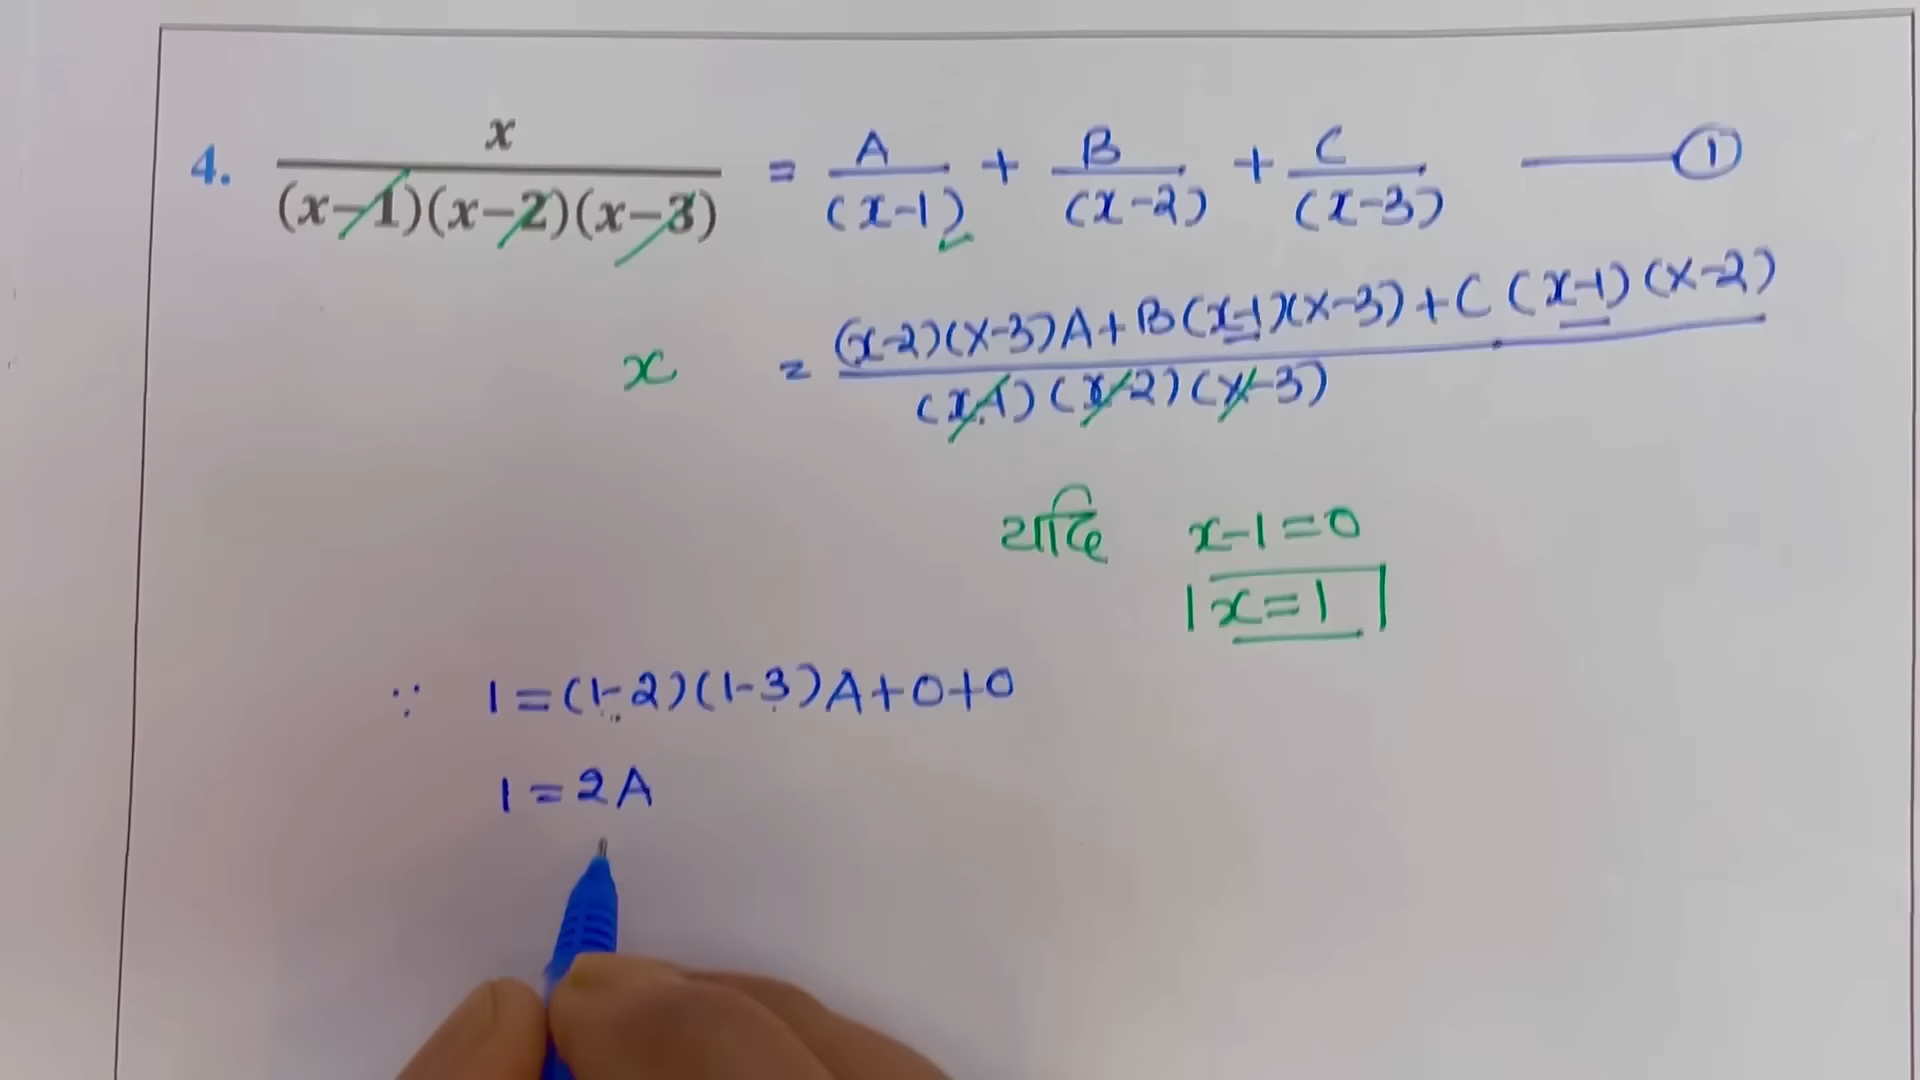 4. x/((x-1)(x-2)(x-3)) = A/(x-1) + B/(x-2) + C/(x-3) —— ①
x = ((x-2)(x-3)A+B(x-1)(x-3)+C(x-1)(x-2))/((x-1)(x-2)(x-3))
यदि x-1=0
x=1
∵ 1=(1-2)(1-3)A+0+0
1=2A